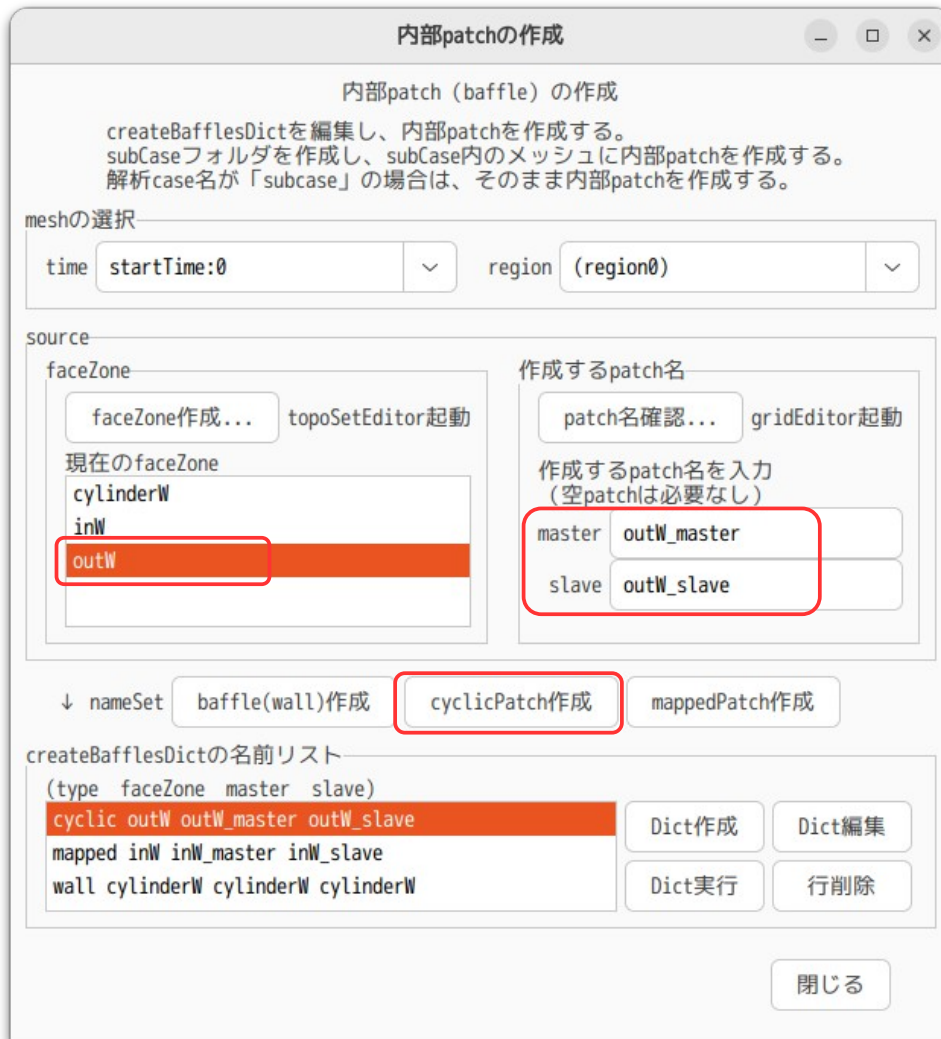 内部patchの作成
内部patch（baffle）の作成
createBafflesDictを編集し、内部patchを作成する。
subCaseフォルダを作成し、subCase内のメッシュに内部patchを作成する。
解析case名が「subcase」の場合は、そのまま内部patchを作成する。
meshの選択
time startTime:0 region (region0)
source
faceZone
faceZone作成... topoSetEditor起動
現在のfaceZone
cylinderW
inW
outW
作成するpatch名
patch名確認... gridEditor起動
作成するpatch名を入力
（空patchは必要なし）
master outW_master
slave outW_slave
↓ nameSet baffle(wall)作成 cyclicPatch作成 mappedPatch作成
createBafflesDictの名前リスト
(type faceZone master slave)
cyclic outW outW_master outW_slave
mapped inW inW_master inW_slave
wall cylinderW cylinderW cylinderW
Dict作成 Dict編集
Dict実行 行削除
閉じる